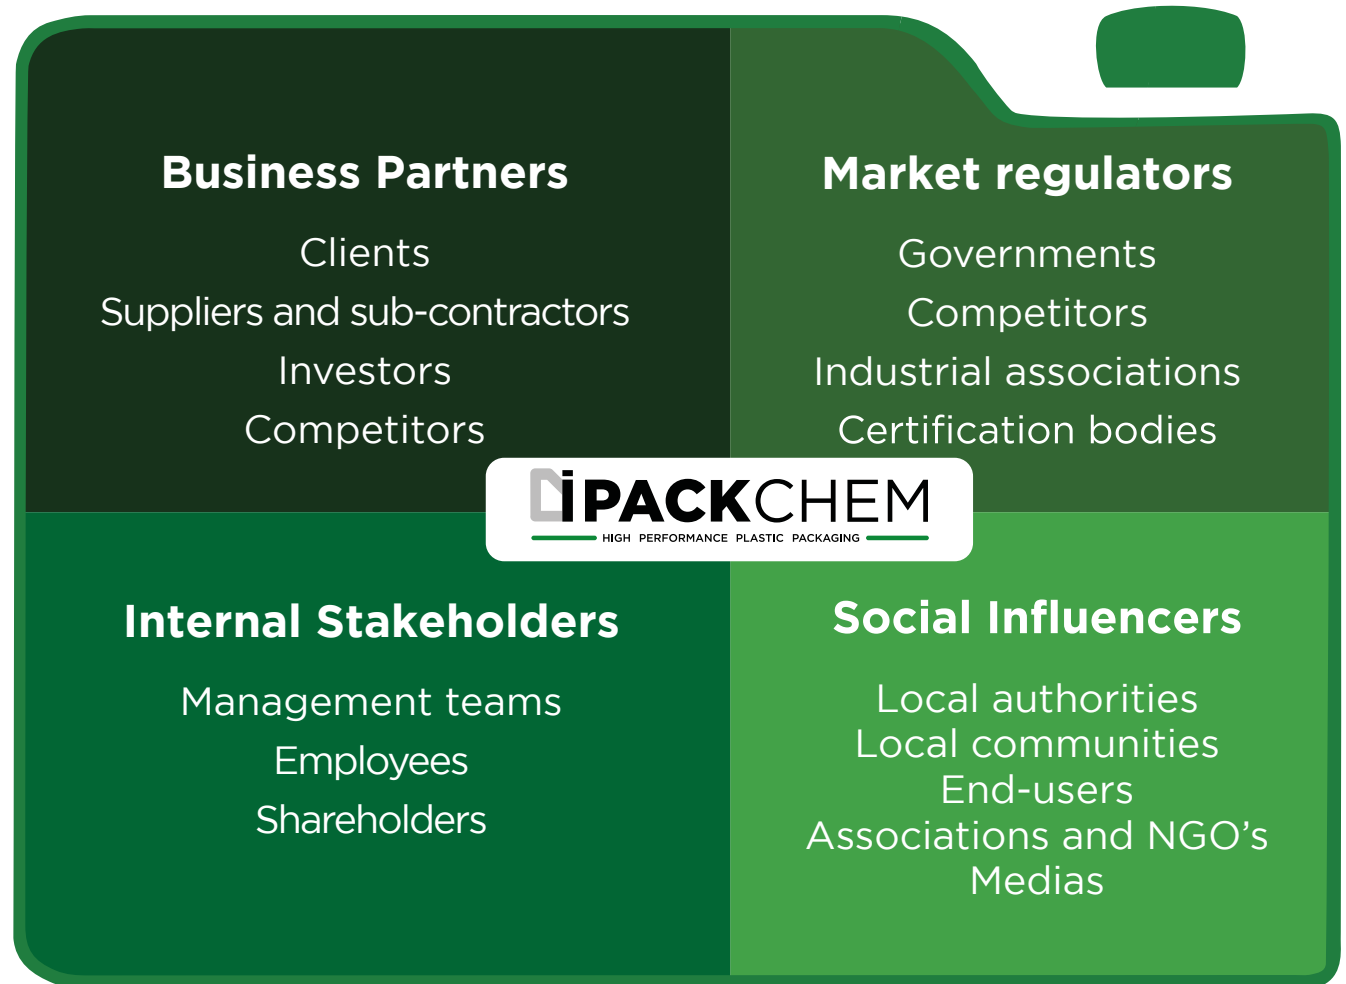 Business Partners
Clients
Suppliers and sub-contractors
Investors
Competitors
Market regulators
Governments
Competitors
Industrial associations
Certification bodies
iPACKCHEM
HIGH PERFORMANCE PLASTIC PACKAGING
Internal Stakeholders
Management teams
Employees
Shareholders
Social Influencers
Local authorities
Local communities
End-users
Associations and NGO’s
Medias